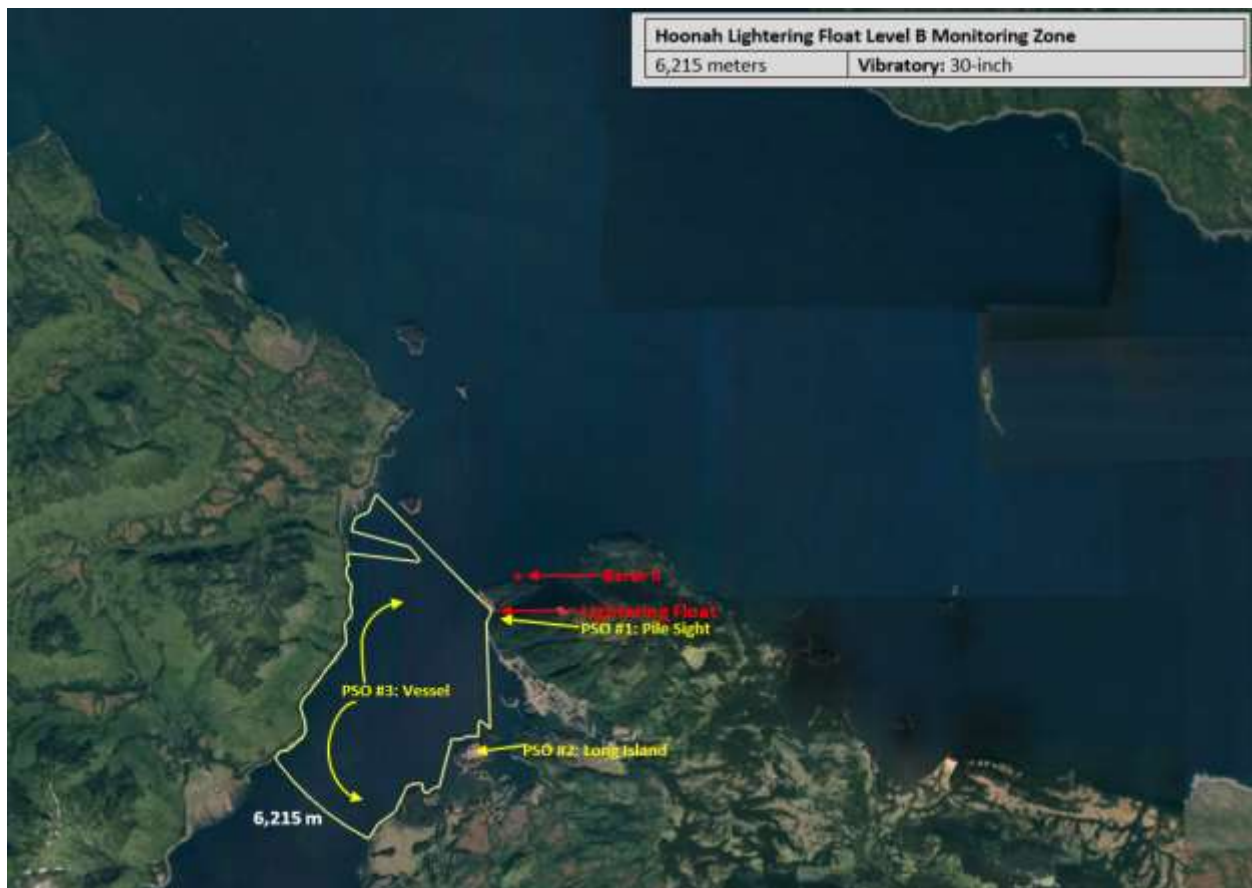 Hoonah Lightering Float Level B Monitoring Zone
6,215 meters Vibratory: 30-inch
Berth II
Lightering Float
PSO #1: Pile Sight
PSO #3: Vessel
PSO #2: Long Island
6,215 m